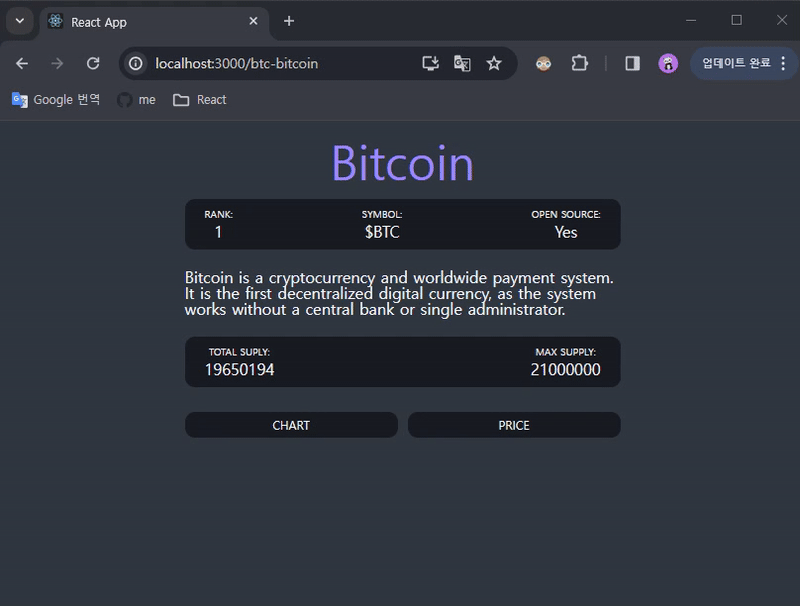 React App
localhost:3000/btc-bitcoin
업데이트 완료
Google 번역
me
React
Bitcoin
RANK:
1
SYMBOL:
$BTC
OPEN SOURCE:
Yes
Bitcoin is a cryptocurrency and worldwide payment system.
It is the first decentralized digital currency, as the system
works without a central bank or single administrator.
TOTAL SUPLY:
19650194
MAX SUPPLY:
21000000
CHART
PRICE